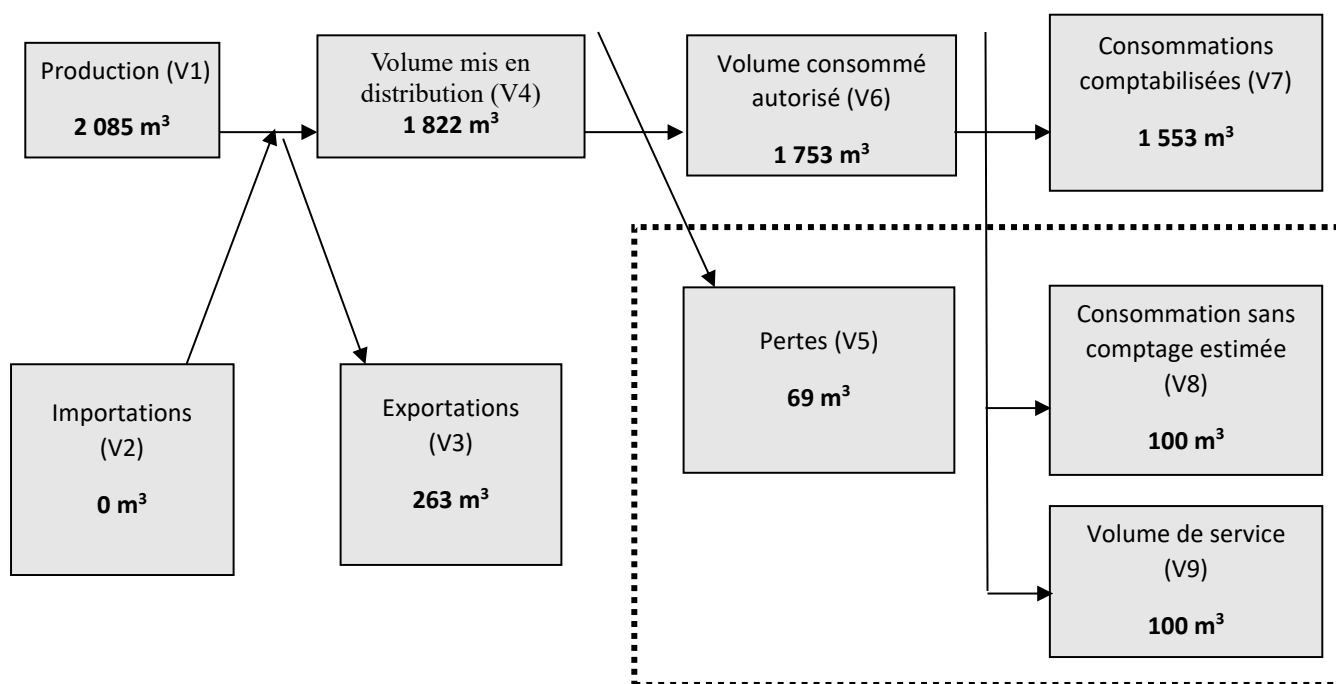 Production (V1)
2 085 m³
Volume mis en
distribution (V4)
1 822 m³
Volume consommé
autorisé (V6)
1 753 m³
Consommations
comptabilisées (V7)
1 553 m³
Importations
(V2)
0 m³
Exportations
(V3)
263 m³
Pertes (V5)
69 m³
Consommation sans
comptage estimée
(V8)
100 m³
Volume de service
(V9)
100 m³